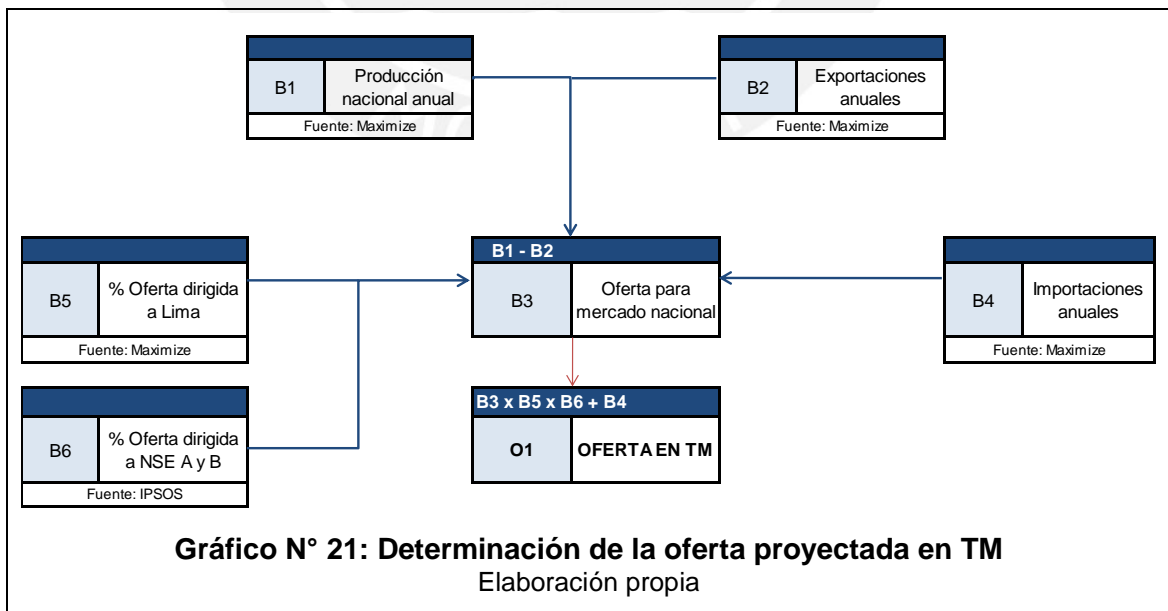 B1
Producción
nacional anual
Fuente: Maximize
B2
Exportaciones
anuales
Fuente: Maximize
B5
% Oferta dirigida
a Lima
Fuente: Maximize
B1 - B2
B3
Oferta para
mercado nacional
B4
Importaciones
anuales
Fuente: Maximize
B6
% Oferta dirigida
a NSE A y B
Fuente: IPSOS
B3 x B5 x B6 + B4
O1
OFERTA EN TM
Gráfico N° 21: Determinación de la oferta proyectada en TM
Elaboración propia